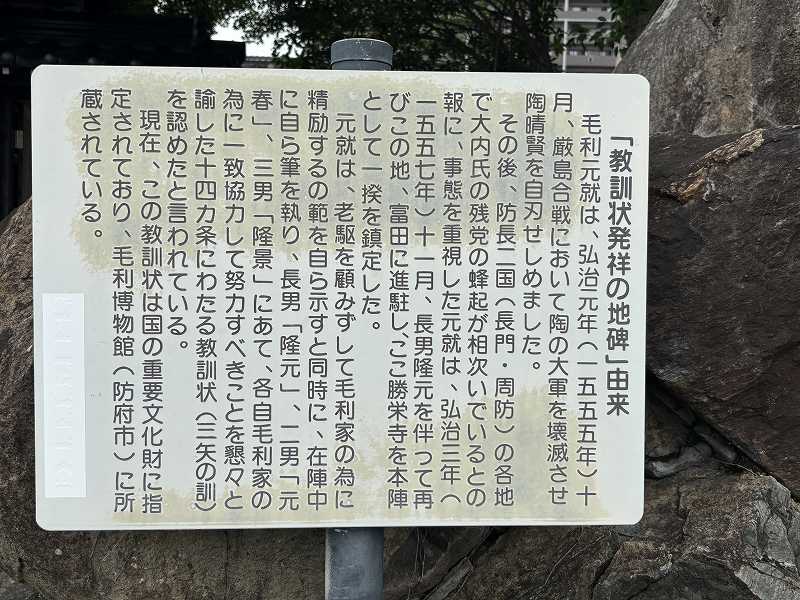 「教訓状発祥の地碑」由来
毛利元就は、弘治元年（一五五五年）十
月、厳島合戦において陶の大軍を壊滅させ
陶晴賢を自刃せしめました。
その後、防長二国（長門・周防）の各地
で大内氏の残党の蜂起が相次いでいるとの
報に、事態を重視した元就は、弘治三年（
一五五七年）十一月、長男隆元を伴って再
びこの地、富田に進駐し、ここ勝栄寺を本陣
として一揆を鎮定した。
元就は、老駆を顧みずして毛利家の為に
精励するの範を自ら示すと同時に、在陣中
に自ら筆を執り、長男「隆元」、二男「元
春」、三男「隆景」にあて、各自毛利家の
為に一致協力して努力すべきことを懇々と
諭した十四カ条にわたる教訓状（三矢の訓）
を認めたと言われている。
現在、この教訓状は国の重要文化財に指
定されており、毛利博物館（防府市）に所
蔵されている。